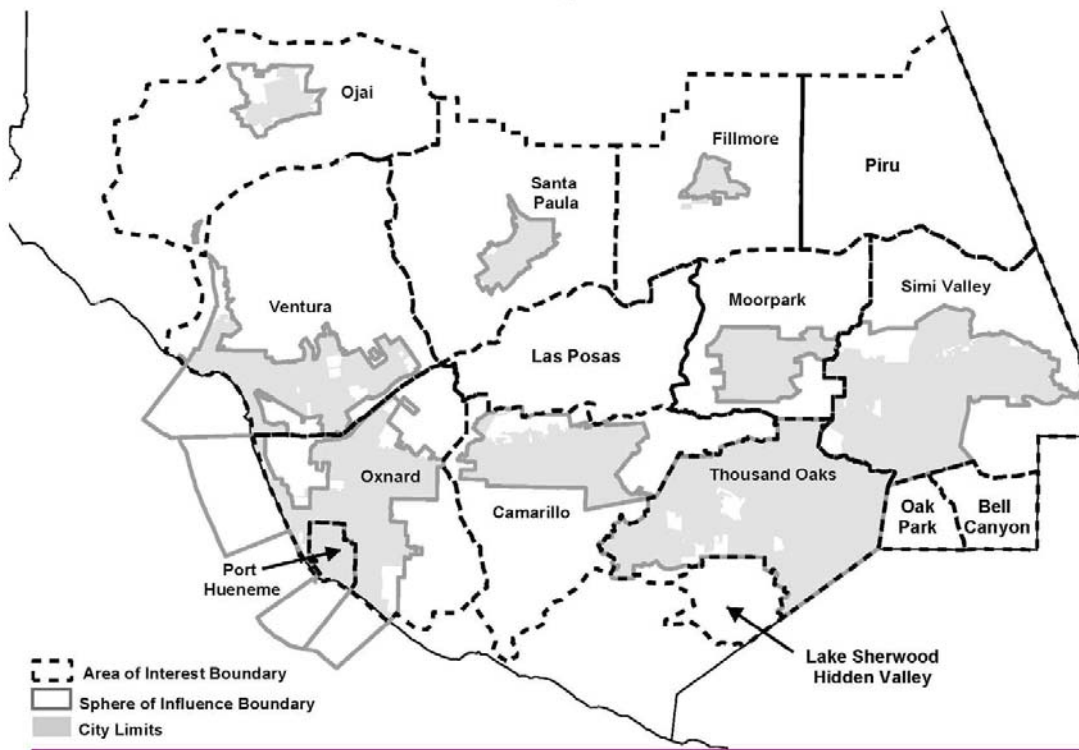 Ojai
Fillmore
Piru
Santa
Paula
Simi Valley
Moorpark
Ventura
Las Posas
Oxnard
Thousand Oaks
Camarillo
Oak
Park
Bell
Canyon
Port
Hueneme
Lake Sherwood
Hidden Valley
Area of Interest Boundary
Sphere of Influence Boundary
City Limits